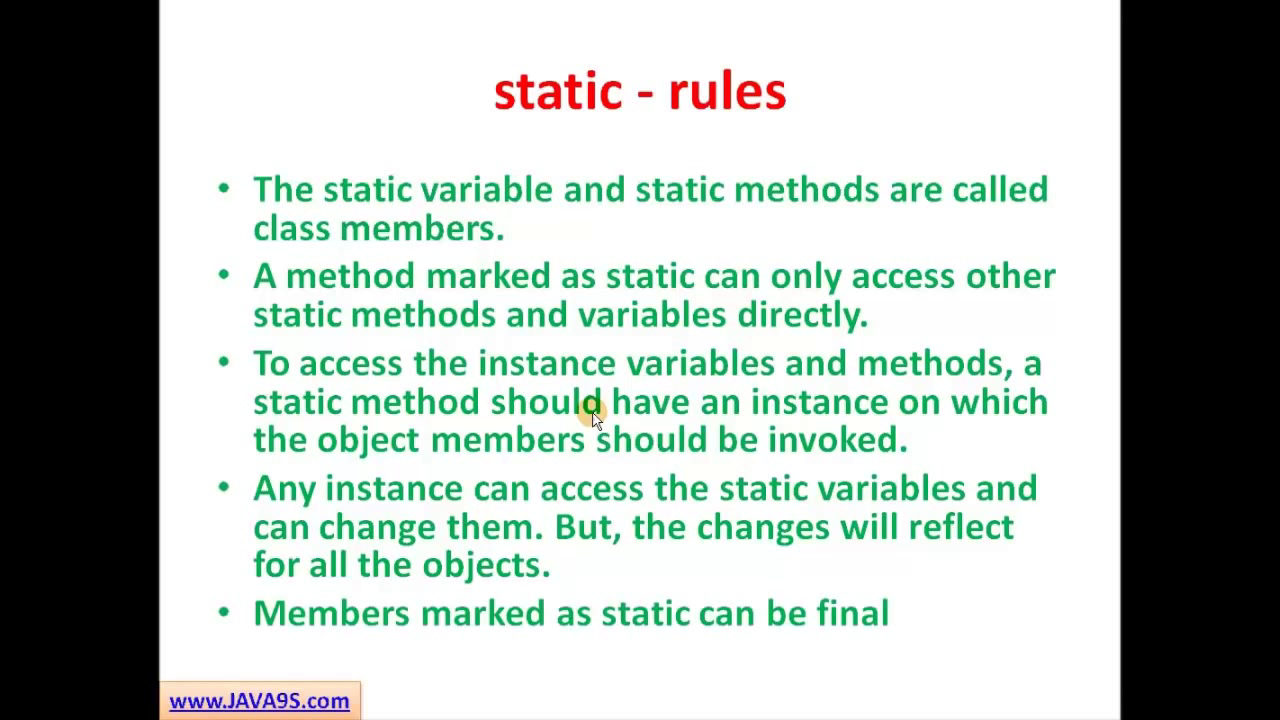 static - rules
• The static variable and static methods are called
class members.
• A method marked as static can only access other
static methods and variables directly.
• To access the instance variables and methods, a
static method should have an instance on which
the object members should be invoked.
• Any instance can access the static variables and
can change them. But, the changes will reflect
for all the objects.
• Members marked as static can be final
www.JAVA9S.com